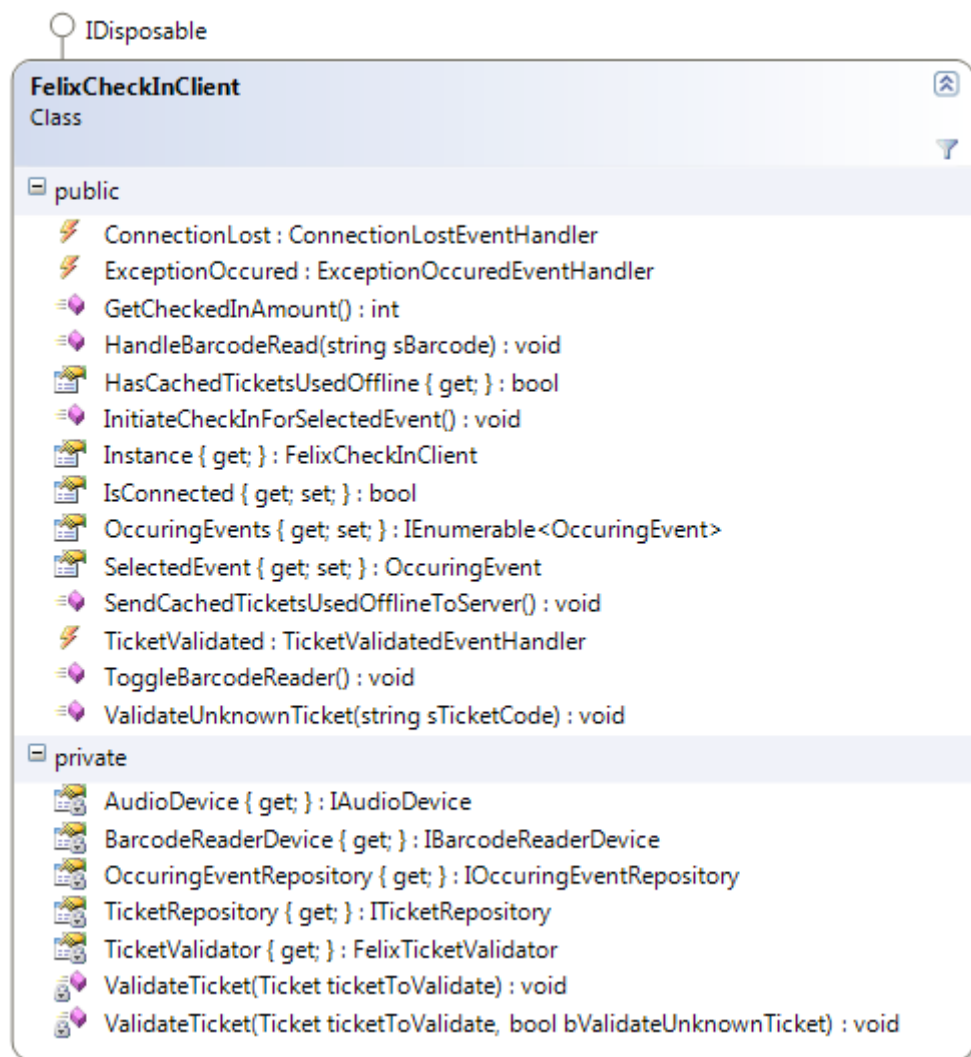 IDisposable
FelixCheckInClient
Class
public
ConnectionLost : ConnectionLostEventHandler
ExceptionOccured : ExceptionOccuredEventHandler
GetCheckedInAmount() : int
HandleBarcodeRead(string sBarcode) : void
HasCachedTicketsUsedOffline { get; } : bool
InitiateCheckInForSelectedEvent() : void
Instance { get; } : FelixCheckInClient
IsConnected { get; set; } : bool
OccuringEvents { get; set; } : IEnumerable<OccuringEvent>
SelectedEvent { get; set; } : OccuringEvent
SendCachedTicketsUsedOfflineToServer() : void
TicketValidated : TicketValidatedEventHandler
ToggleBarcodeReader() : void
ValidateUnknownTicket(string sTicketCode) : void
private
AudioDevice { get; } : IAudioDevice
BarcodeReaderDevice { get; } : IBarcodeReaderDevice
OccuringEventRepository { get; } : IOccuringEventRepository
TicketRepository { get; } : ITicketRepository
TicketValidator { get; } : FelixTicketValidator
ValidateTicket(Ticket ticketToValidate) : void
ValidateTicket(Ticket ticketToValidate, bool bValidateUnknownTicket) : void